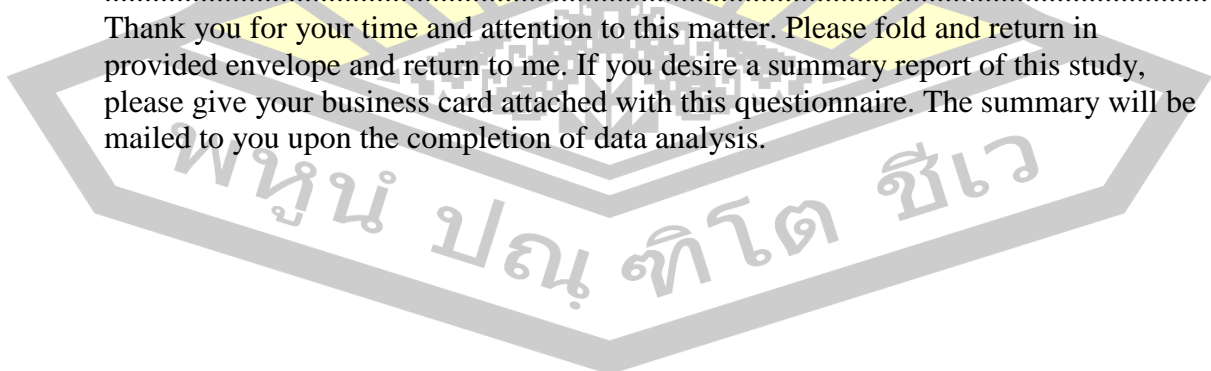 Thank you for your time and attention to this matter. Please fold and return in
provided envelope and return to me. If you desire a summary report of this study,
please give your business card attached with this questionnaire. The summary will be
mailed to you upon the completion of data analysis.
พหูนํ ปณฺฑิโต ชีเว